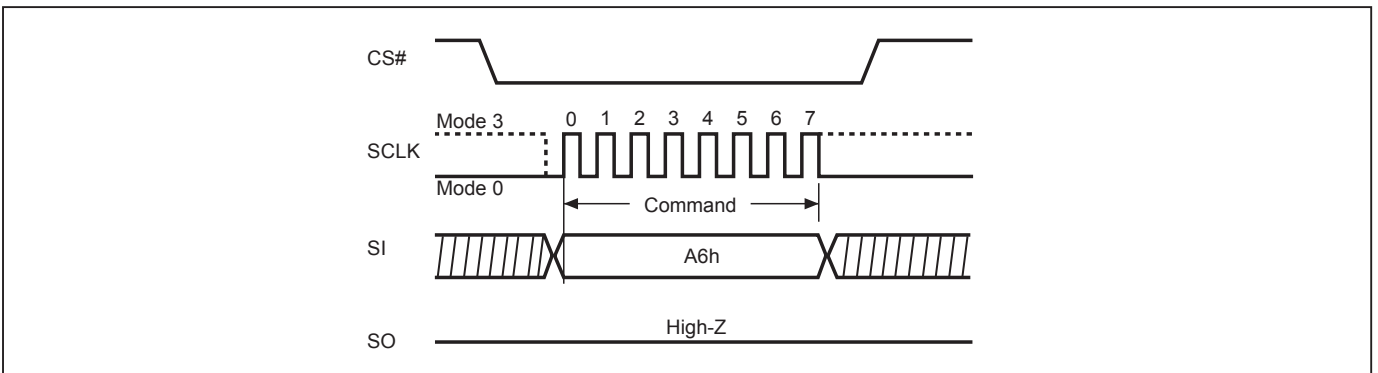 CS#
Mode 3
0 1 2 3 4 5 6 7
SCLK
Mode 0
Command
SI
A6h
High-Z
SO